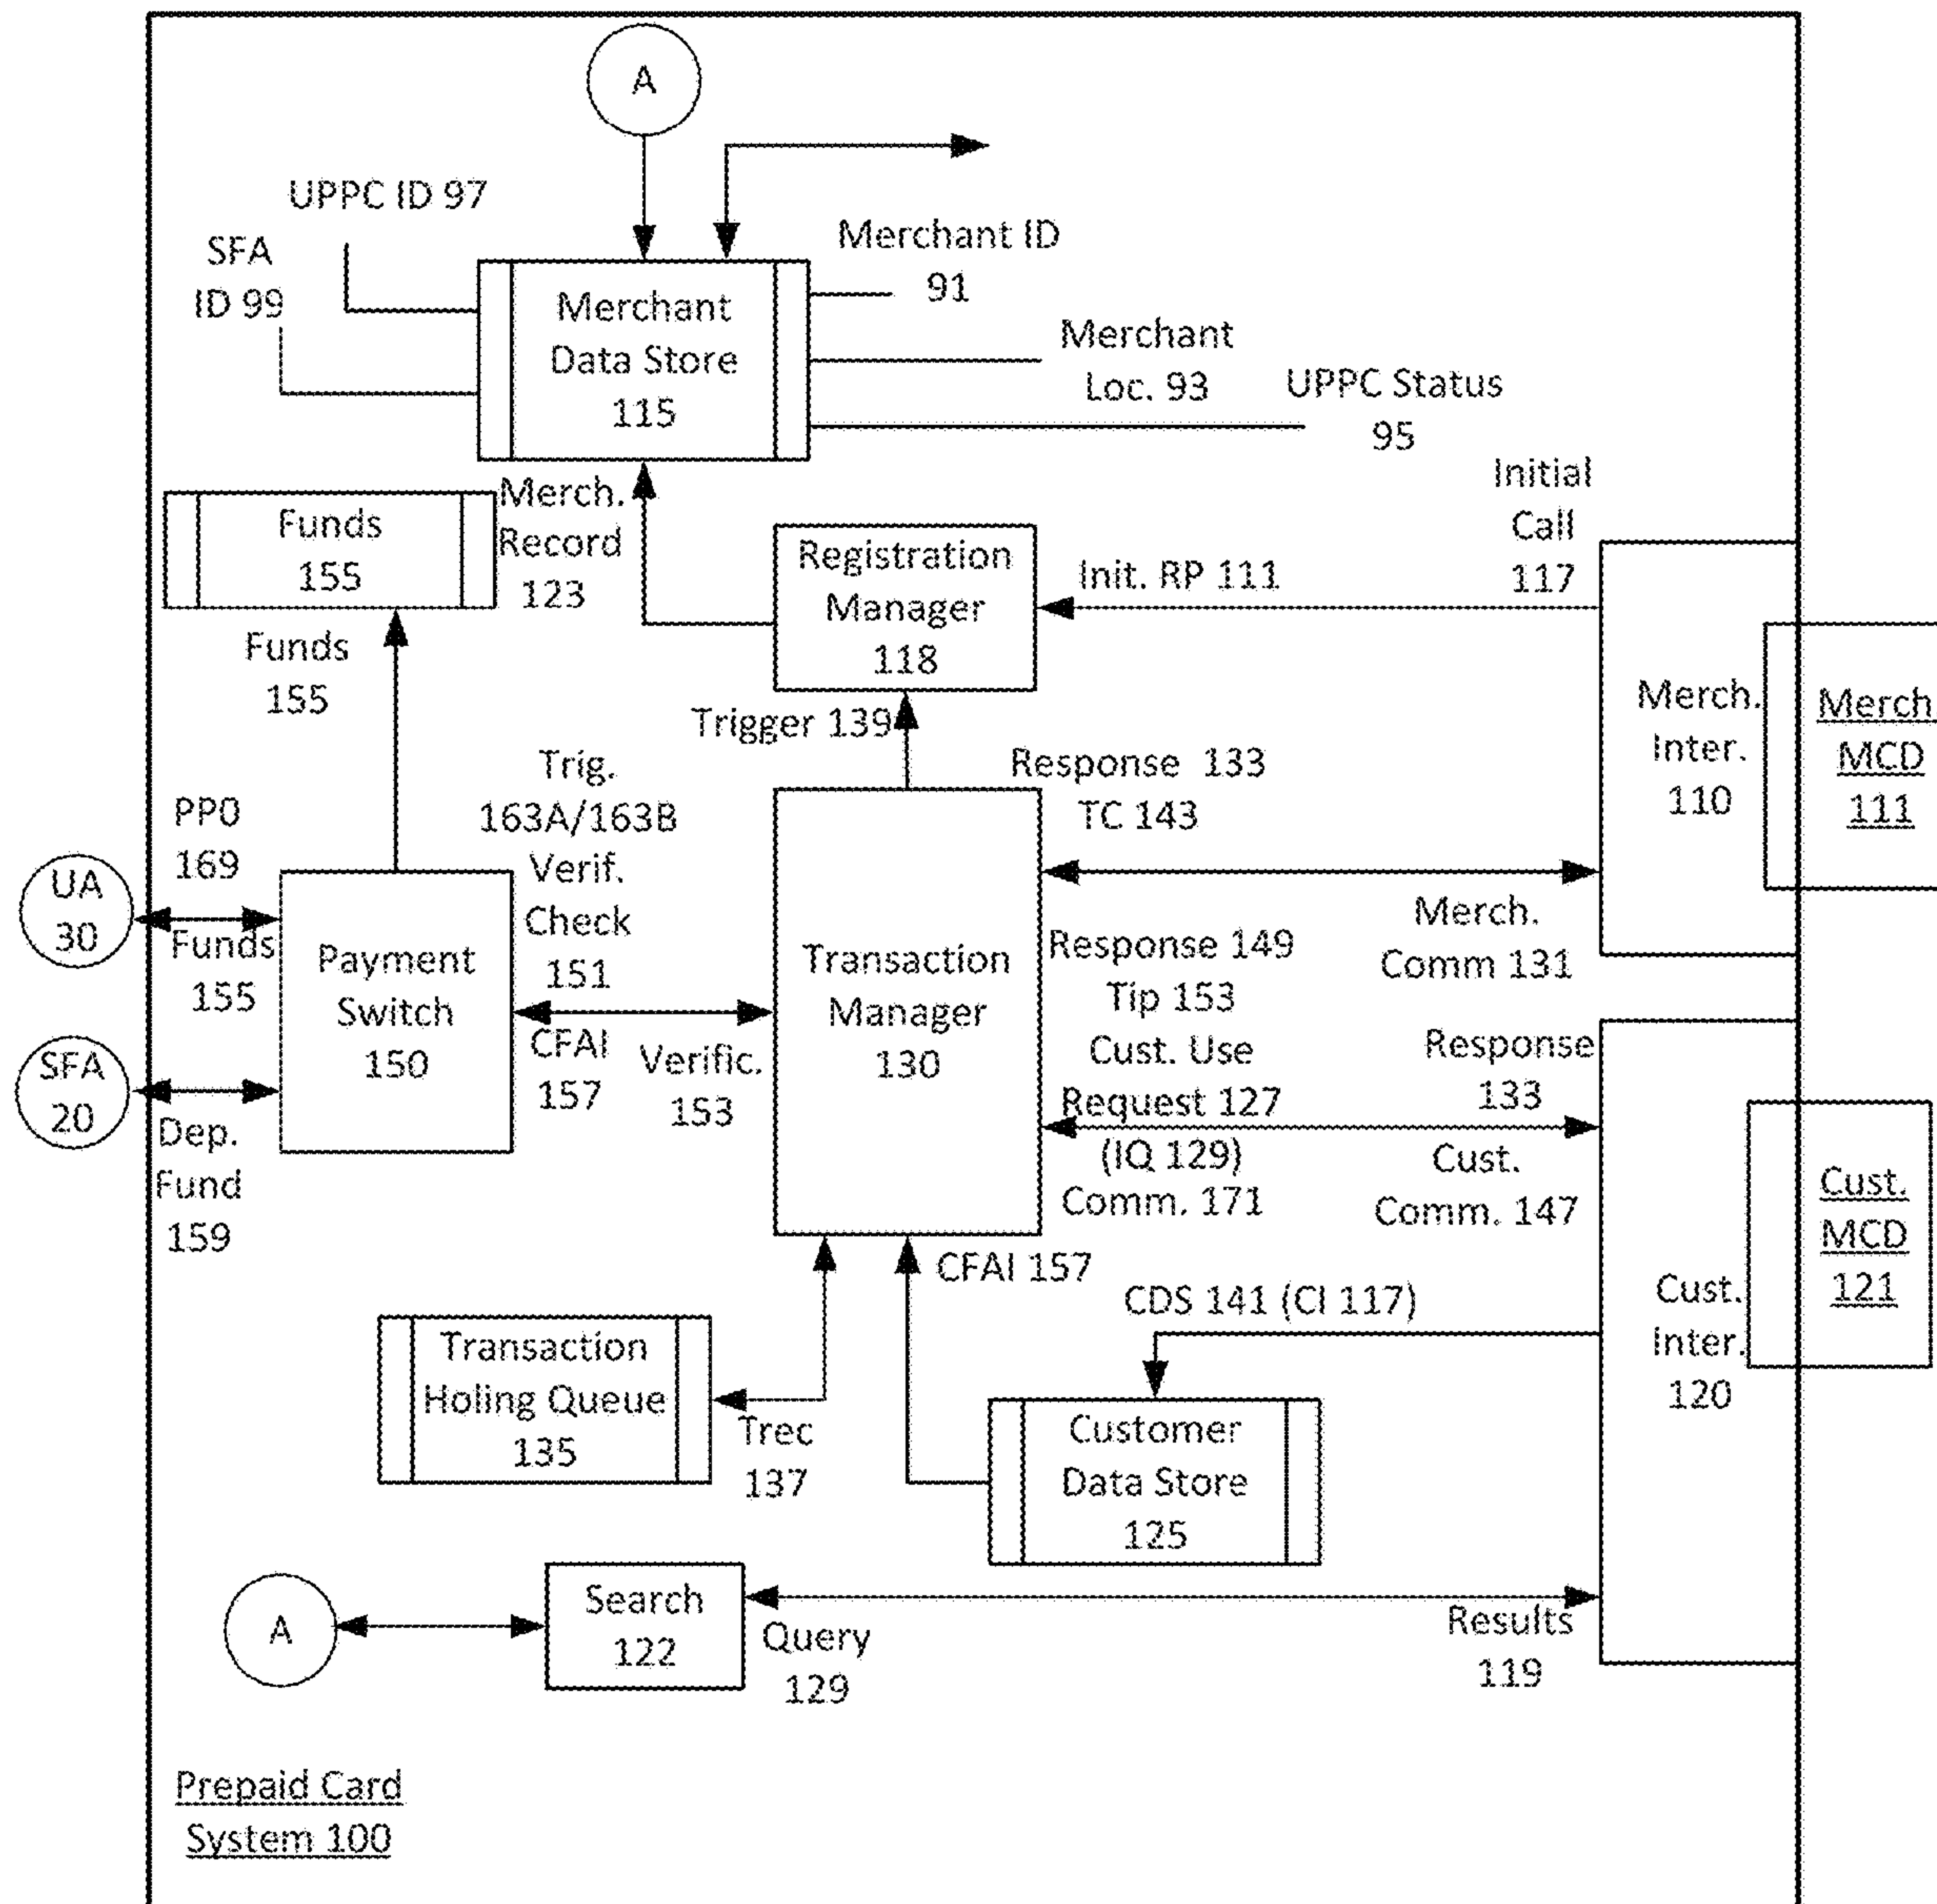 A
UPPC ID 97
SFA
ID 99
Merchant ID
91
Merchant
Data Store
115
Merchant
Loc. 93
UPPC Status
95
Initial
Call
117
Funds
155
Merch.
Record
123
Registration
Manager
118
Init. RP 111
Funds
155
Trigger 139
Merch.
Inter.
110
Merch.
MCD
111
Trig.
163A/163B
Verif.
Check
151
Response 133
TC 143
PP0
169
UA
30
Funds
155
Payment
Switch
150
Transaction
Manager
130
Merch.
Comm 131
Response 149
Tip 153
Cust. Use
Request 127
(IQ 129)
Comm. 171
CFAI
157
Verific.
153
SFA
20
Dep.
Fund
159
Response
133
Cust.
Comm. 147
Cust.
MCD
121
CFAI 157
CDS 141 (CI 117)
Cust.
Inter.
120
Transaction
Holing Queue
135
Trec
137
Customer
Data Store
125
A
Search
122
Query
129
Results
119
Prepaid Card
System 100